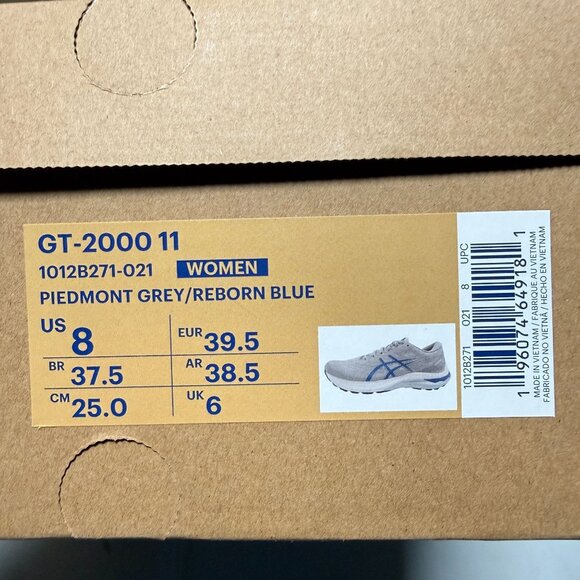 GT-2000 11
1012B271-021 WOMEN
PIEDMONT GREY/REBORN BLUE
US 8 EUR 39.5
BR 37.5 AR 38.5
CM 25.0 UK 6
1012B271 021 8 UPC
1 96074 64918 1
MADE IN VIETNAM / FABRIQUE AU VIETNAM
FABRICADO NO VIETNÃ / HECHO EN VIETNAM